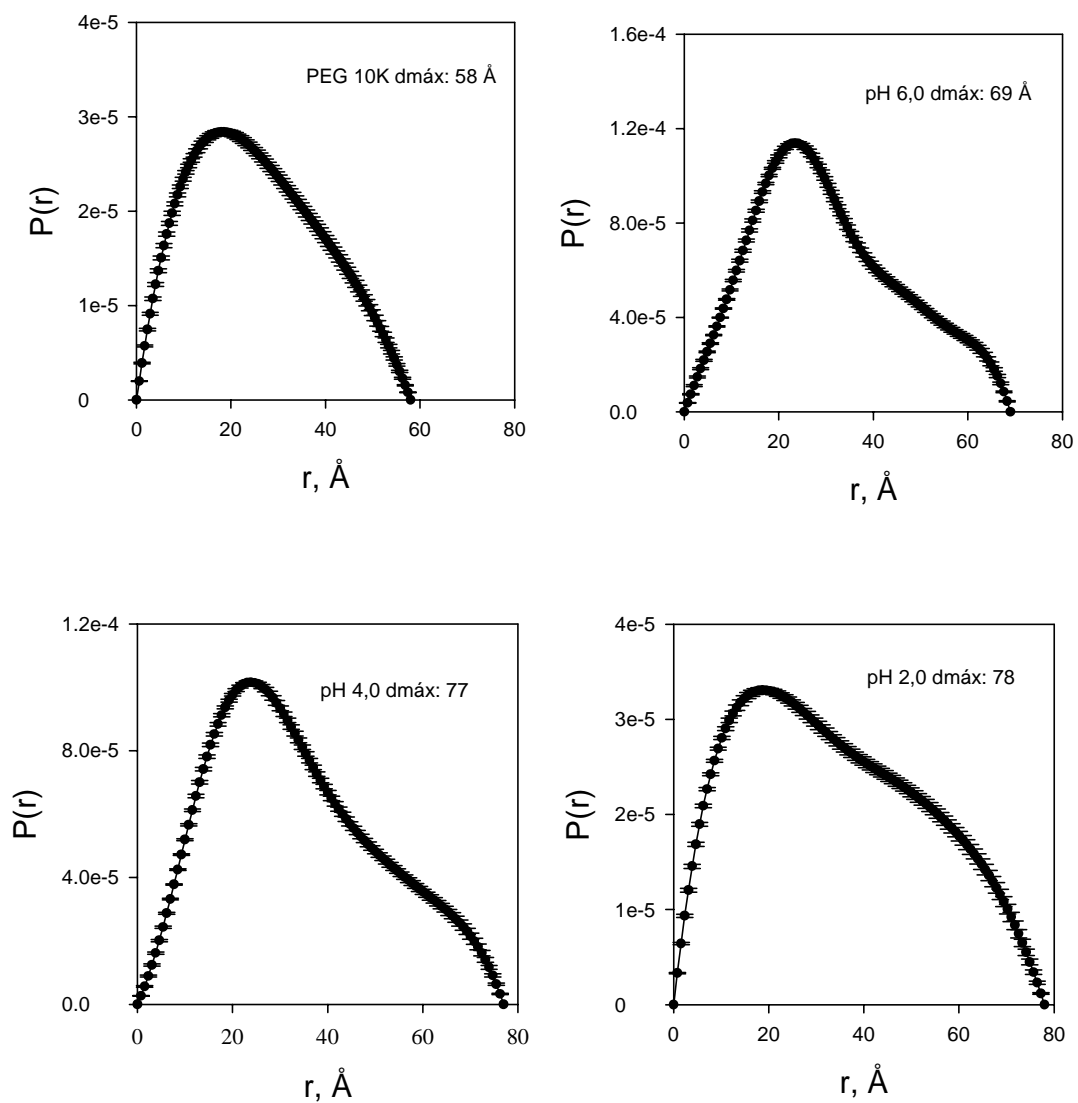 4e-5
PEG 10K dmáx: 58 Å
3e-5
P(r)
2e-5
1e-5
0
0 20 40 60 80
r, Å
1.6e-4
pH 6,0 dmáx: 69 Å
1.2e-4
P(r)
8.0e-5
4.0e-5
0.0
0 20 40 60 80
r, Å
1.2e-4
pH 4,0 dmáx: 77
8.0e-5
P(r)
4.0e-5
0.0
0 20 40 60 80
r, Å
4e-5
pH 2,0 dmáx: 78
3e-5
P(r)
2e-5
1e-5
0
0 20 40 60 80
r, Å